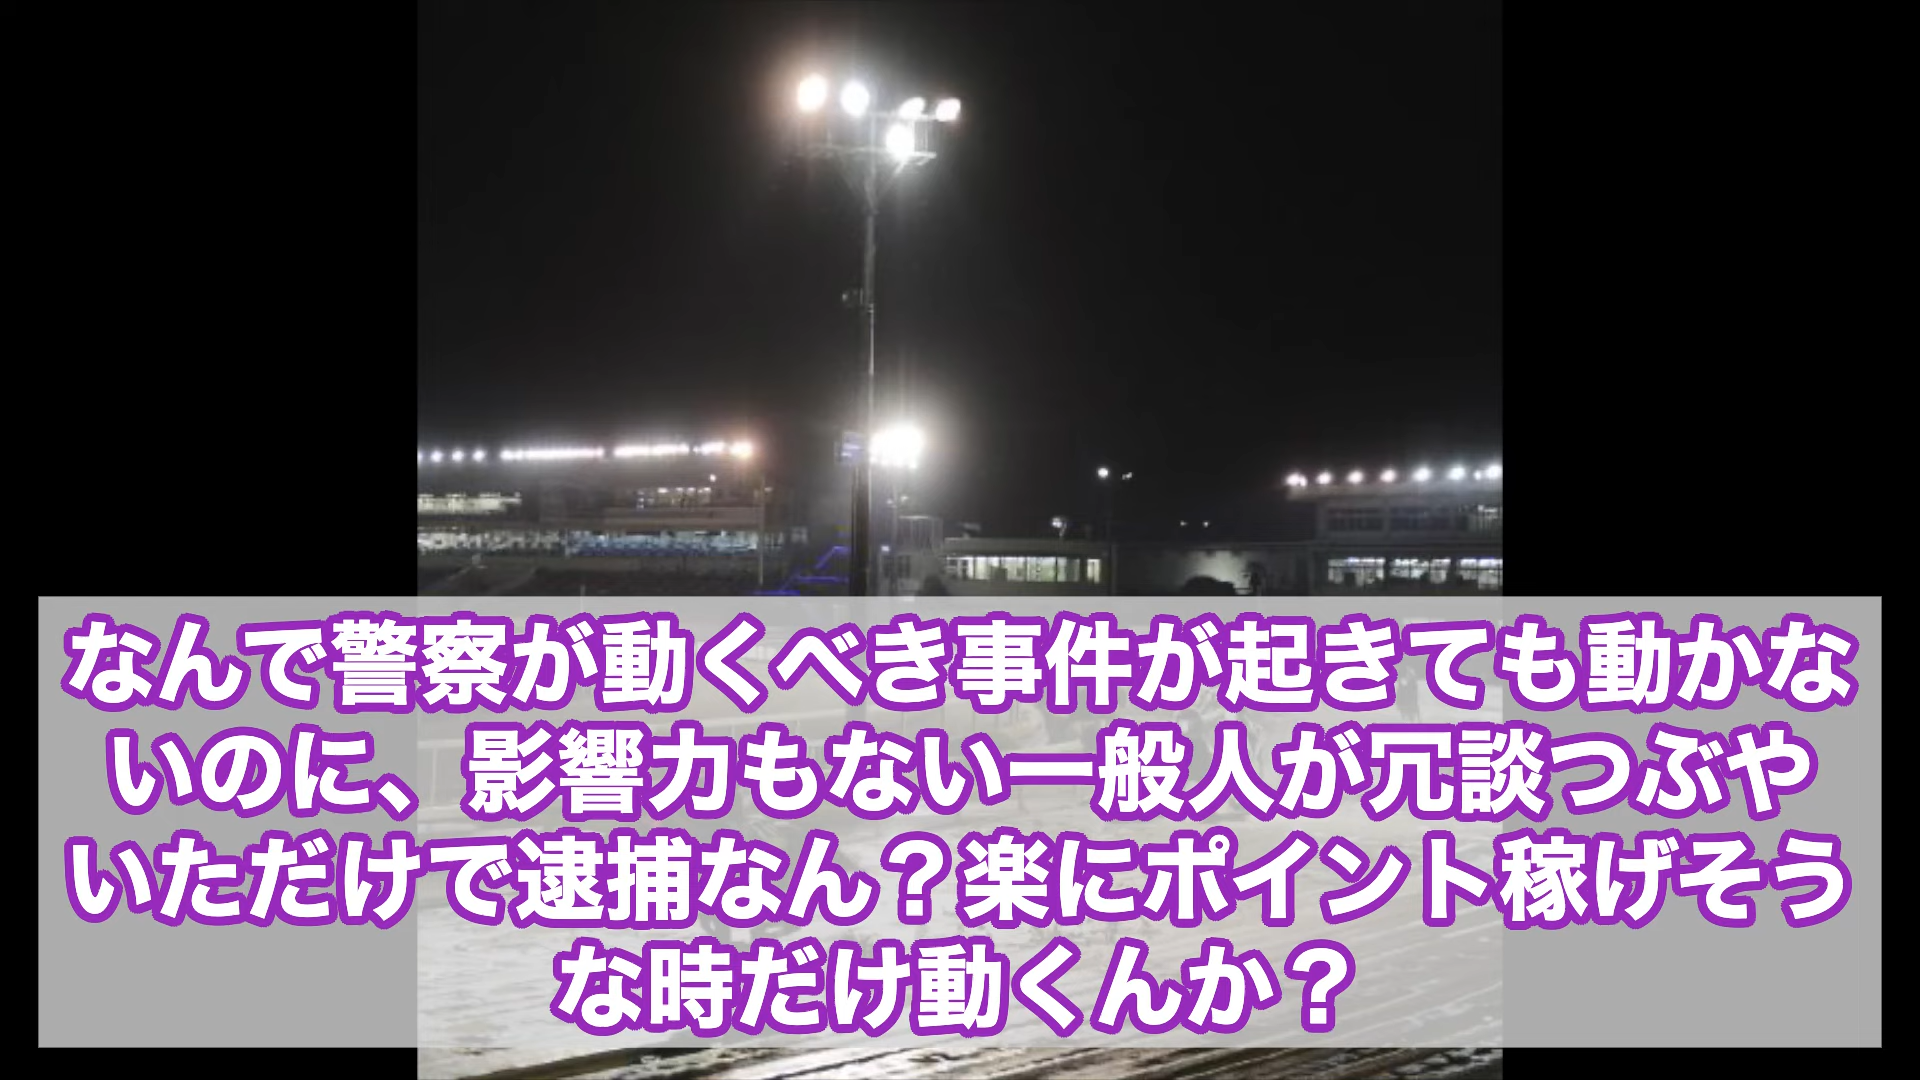 なんで警察が動くべき事件が起きても動かな
いのに、影響力もない一般人が冗談つぶや
いただけで逮捕なん？楽にポイント稼げそう
な時だけ動くんか？